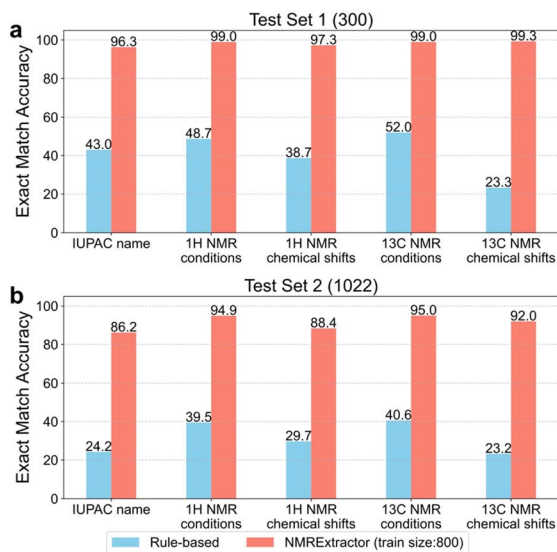 a
Test Set 1 (300)
Exact Match Accuracy
100
80
60
40
20
0
43.0
96.3
48.7
99.0
38.7
97.3
52.0
99.0
23.3
99.3
IUPAC name
1H NMR
conditions
1H NMR
chemical shifts
13C NMR
conditions
13C NMR
chemical shifts
b
Test Set 2 (1022)
Exact Match Accuracy
100
80
60
40
20
0
24.2
86.2
39.5
94.9
29.7
88.4
40.6
95.0
23.2
92.0
IUPAC name
1H NMR
conditions
1H NMR
chemical shifts
13C NMR
conditions
13C NMR
chemical shifts
Rule-based
NMRExtractor (train size:800)